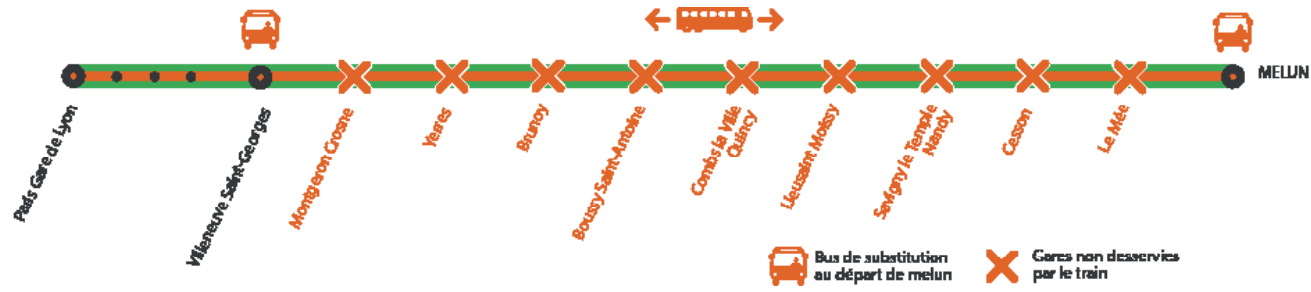 MELUN
Paris Gare de Lyon
Villeneuve Saint-Georges
Montgeron Crosne
Yerres
Brunoy
Boussy Saint-Antoine
Combs la Ville
Quincy
Lieusaint Moissy
Savigny le Temple
Nandy
Cesson
Le Mée
Bus de substitution
au départ de melun
Gares non desservies
par le train